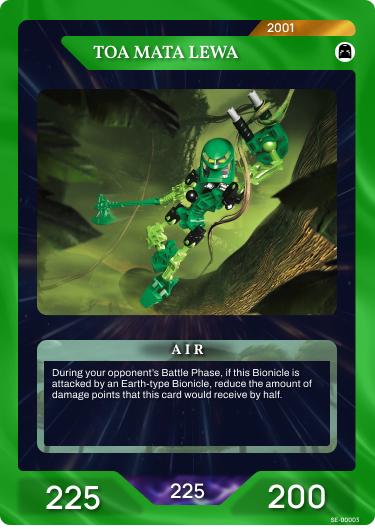 2001
TOA MATA LEWA
AIR
During your opponent's Battle Phase, if this Bionicle is
attacked by an Earth-type Bionicle, reduce the amount of
damage points that this card would receive by half.
225
225
200
SE-00003